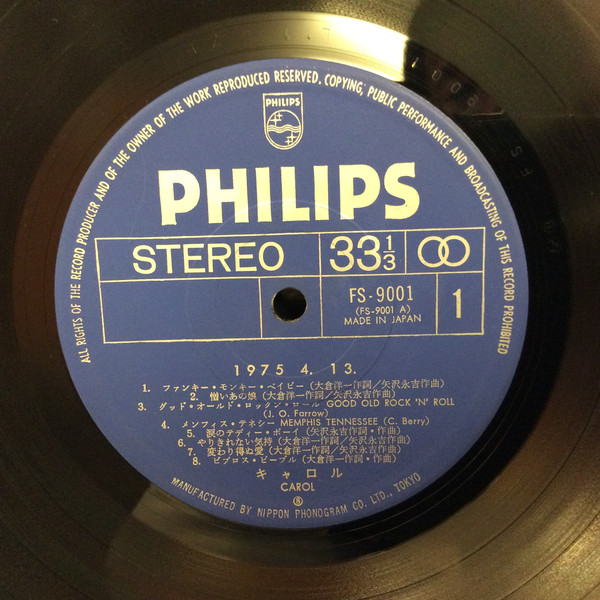 ALL RIGHTS OF THE RECORD PRODUCER AND OF THE OWNER OF THE WORK REPRODUCED RESERVED. COPYING, PUBLIC PERFORMANCE AND BROADCASTING OF THIS RECORD PROHIBITED
PHILIPS
PHILIPS
STEREO
33 1/3
FS-9001
(FS-9001 A)
MADE IN JAPAN
1
1975 4. 13.
1. ファンキー・モンキー・ベイビー (大倉洋一作詞/矢沢永吉作曲)
2. 憎いあの娘 (大倉洋一作詞/矢沢永吉作曲)
3. グッド・オールド・ロックン・ロール GOOD OLD ROCK 'N' ROLL
(J. O. Farrow)
4. メンフィス・テネシー MEMPHIS TENNESSEE (C. Berry)
5. 涙のテディー・ボーイ (矢沢永吉作詞・作曲)
6. やりきれない気持 (大倉洋一作詞/矢沢永吉作曲)
7. 変わり得ぬ愛 (大倉洋一作詞/矢沢永吉作曲)
8. ビブロス・ピープル (大倉洋一作詞・作曲)
キャロル
CAROL
Ⓟ
MANUFACTURED BY NIPPON PHONOGRAM CO. LTD., TOKYO